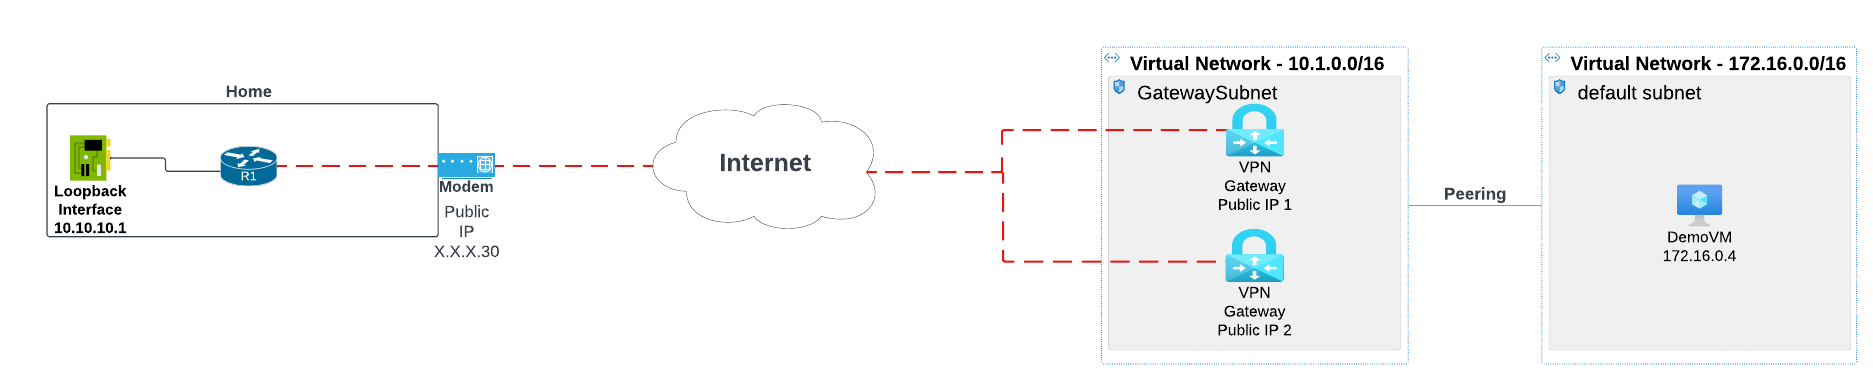 Home
Loopback
Interface
10.10.10.1
R1
Modem
Public
IP
X.X.X.30
Internet
Virtual Network - 10.1.0.0/16
GatewaySubnet
VPN
Gateway
Public IP 1
VPN
Gateway
Public IP 2
Peering
Virtual Network - 172.16.0.0/16
default subnet
DemoVM
172.16.0.4